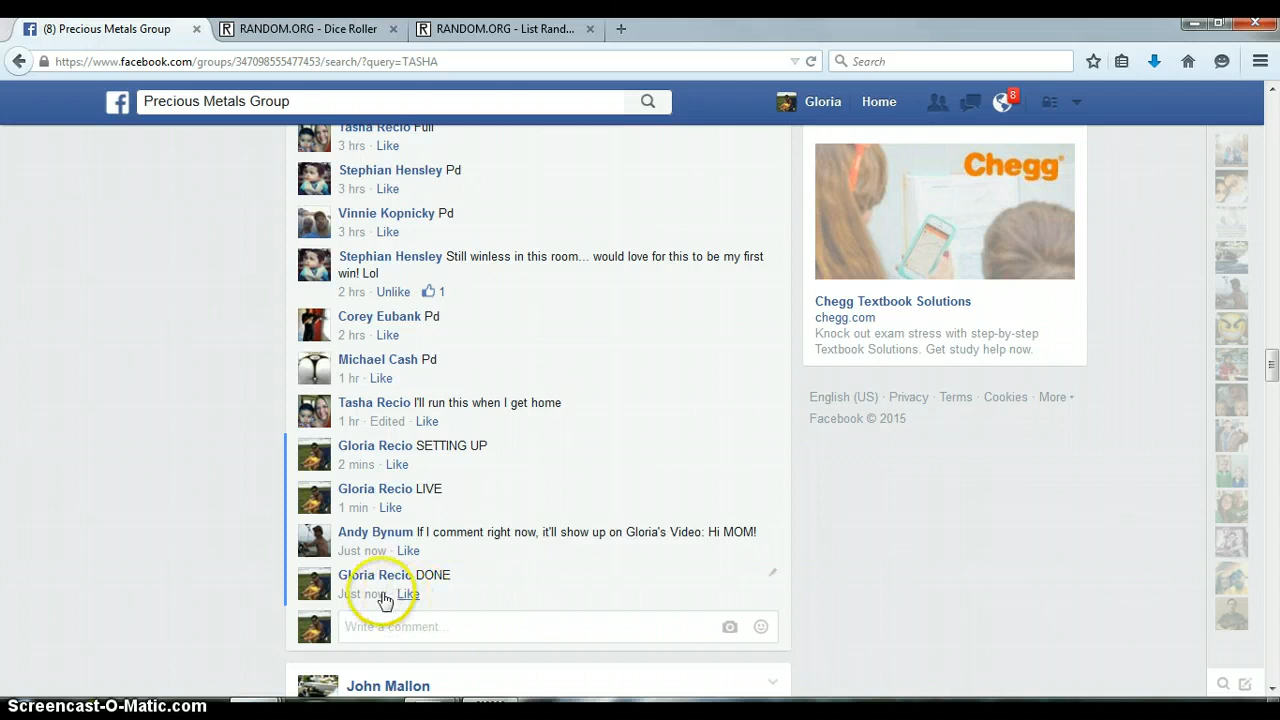 (8) Precious Metals Group × RANDOM.ORG - Dice Roller × RANDOM.ORG - List Rand... × +
https://www.facebook.com/groups/347098555477453/search/?query=TASHA Search
Precious Metals Group Gloria Home 8
Tasha Recio Full
3 hrs · Like
Stephian Hensley Pd
3 hrs · Like
Vinnie Kopnicky Pd
3 hrs · Like
Stephian Hensley Still winless in this room... would love for this to be my first
win! Lol
2 hrs · Unlike · 1
Corey Eubank Pd
2 hrs · Like
Michael Cash Pd
1 hr · Like
Tasha Recio I'll run this when I get home
1 hr · Edited · Like
Gloria Recio SETTING UP
2 mins · Like
Gloria Recio LIVE
1 min · Like
Andy Bynum If I comment right now, it'll show up on Gloria's Video: Hi MOM!
Just now · Like
Gloria Recio DONE
Just now · Like
Write a comment...
John Mallon
Chegg
Chegg Textbook Solutions
chegg.com
Knock out exam stress with step-by-step
Textbook Solutions. Get study help now.
English (US) · Privacy · Terms · Cookies · More
Facebook © 2015
Screencast-O-Matic.com